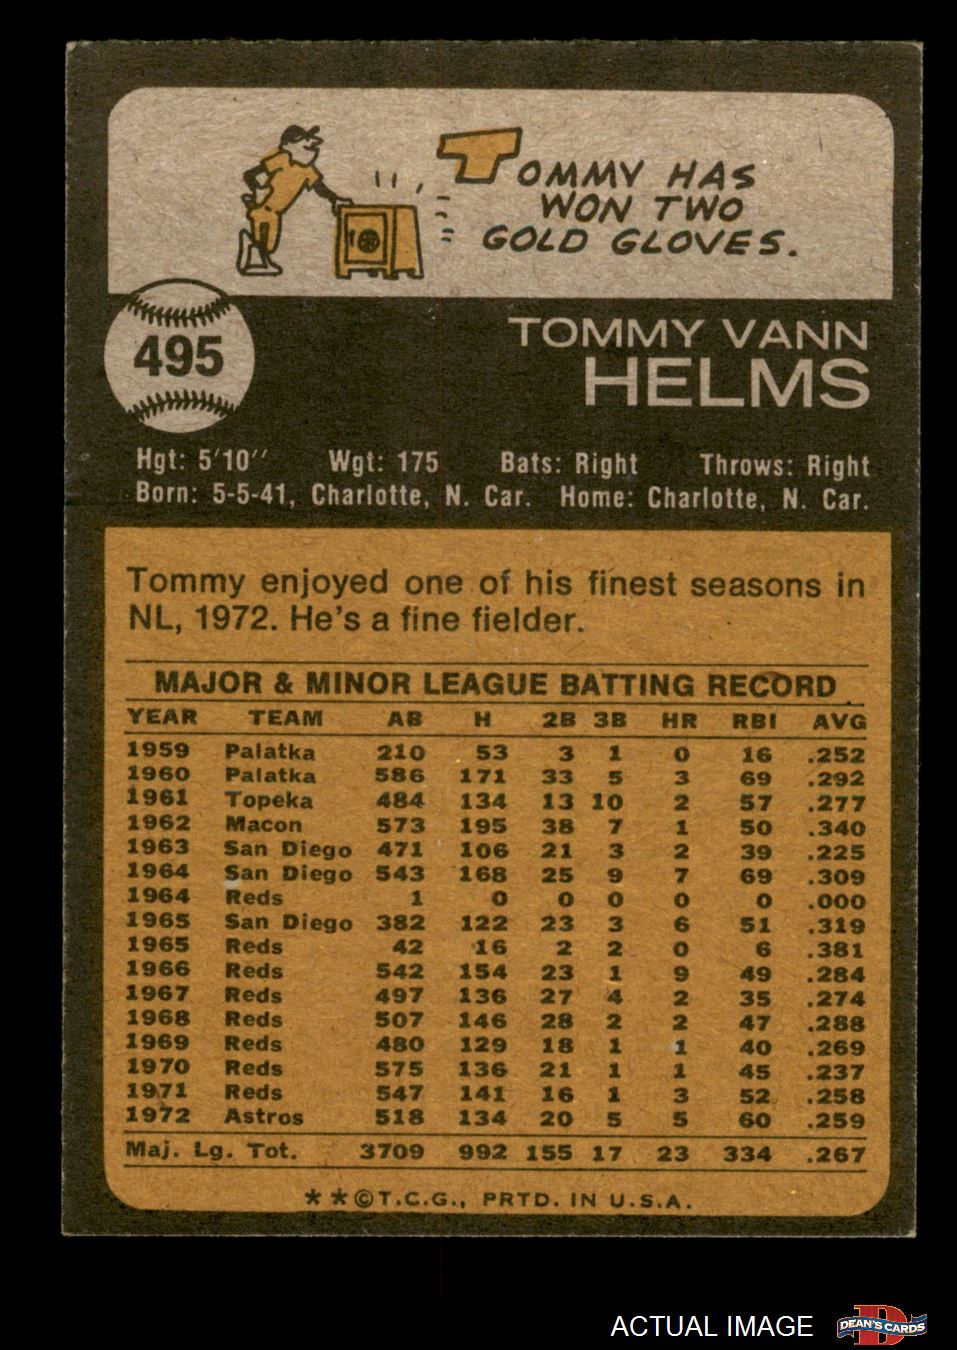 TOMMY HAS
WON TWO
GOLD GLOVES.
495
TOMMY VANN
HELMS
Hgt: 5'10'' Wgt: 175 Bats: Right Throws: Right
Born: 5-5-41, Charlotte, N. Car. Home: Charlotte, N. Car.
Tommy enjoyed one of his finest seasons in
NL, 1972. He's a fine fielder.
MAJOR & MINOR LEAGUE BATTING RECORD
YEAR TEAM AB H 2B 3B HR RBI AVG
1959 Palatka 210 53 3 1 0 16 .252
1960 Palatka 586 171 33 5 3 69 .292
1961 Topeka 484 134 13 10 2 57 .277
1962 Macon 573 195 38 7 1 50 .340
1963 San Diego 471 106 21 3 2 39 .225
1964 San Diego 543 168 25 9 7 69 .309
1964 Reds 1 0 0 0 0 0 .000
1965 San Diego 382 122 23 3 6 51 .319
1965 Reds 42 16 2 2 0 6 .381
1966 Reds 542 154 23 1 9 49 .284
1967 Reds 497 136 27 4 2 35 .274
1968 Reds 507 146 28 2 2 47 .288
1969 Reds 480 129 18 1 1 40 .269
1970 Reds 575 136 21 1 1 45 .237
1971 Reds 547 141 16 1 3 52 .258
1972 Astros 518 134 20 5 5 60 .259
Maj. Lg. Tot. 3709 992 155 17 23 334 .267
**©T.C.G., PRTD. IN U.S.A.
ACTUAL IMAGE
D
DEAN'S CARDS